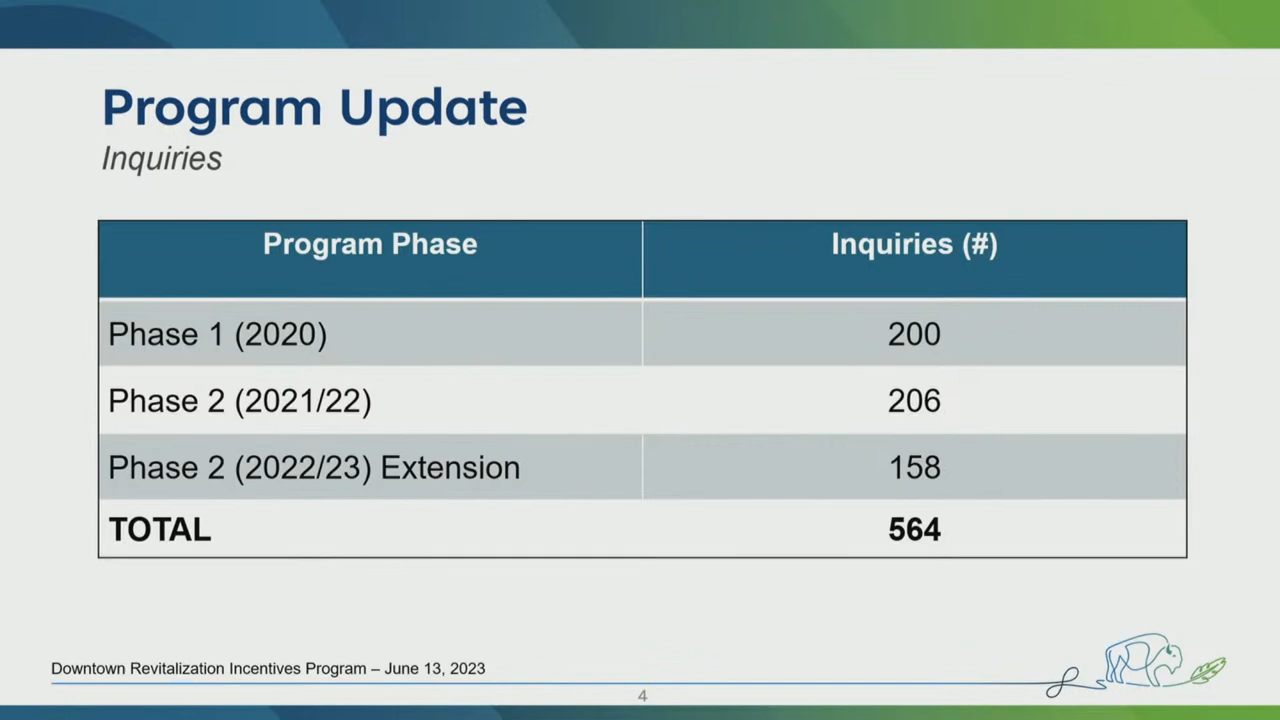 Program Update
Inquiries
Program Phase Inquiries (#)
Phase 1 (2020) 200
Phase 2 (2021/22) 206
Phase 2 (2022/23) Extension 158
TOTAL 564
Downtown Revitalization Incentives Program – June 13, 2023
4